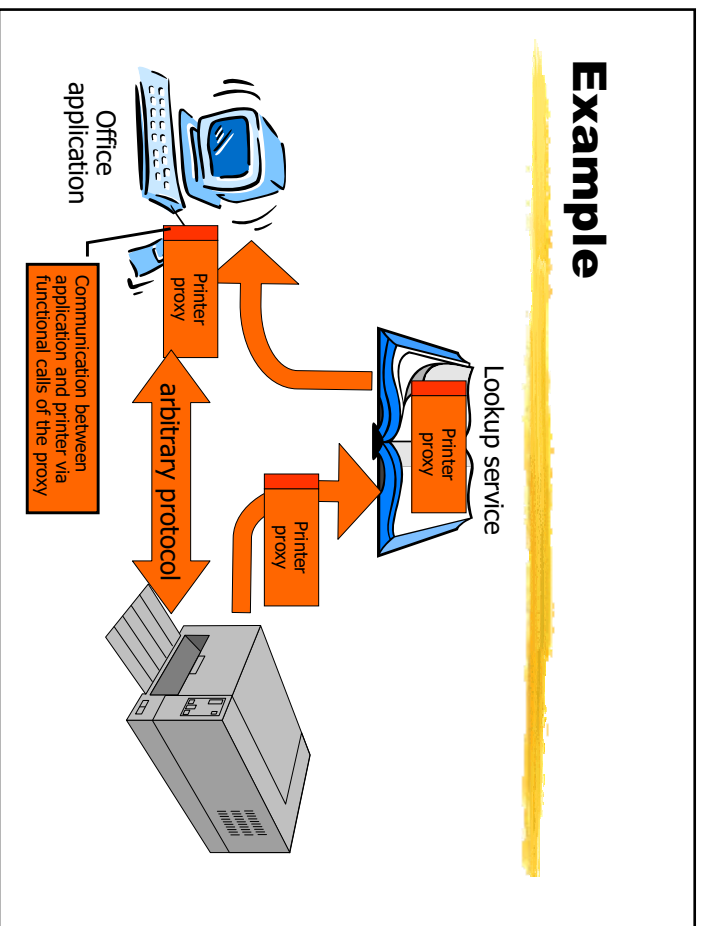 Example
Lookup service
Printer
proxy
Printer
proxy
Printer
proxy
arbitrary protocol
Office
application
Communication between
application and printer via
functional calls of the proxy